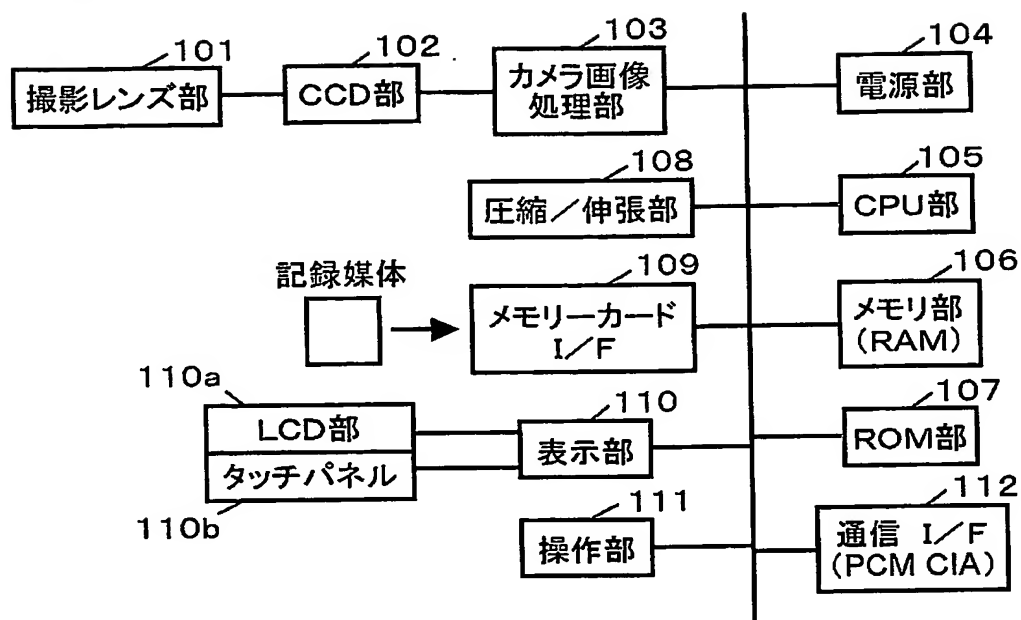 101
撮影レンズ部
102
CCD部
103
カメラ画像
処理部
104
電源部
108
圧縮／伸張部
105
CPU部
記録媒体
109
メモリーカード
I／F
106
メモリ部
(RAM)
110a
LCD部
タッチパネル
110b
110
表示部
107
ROM部
111
操作部
112
通信 I／F
(PCM CIA)